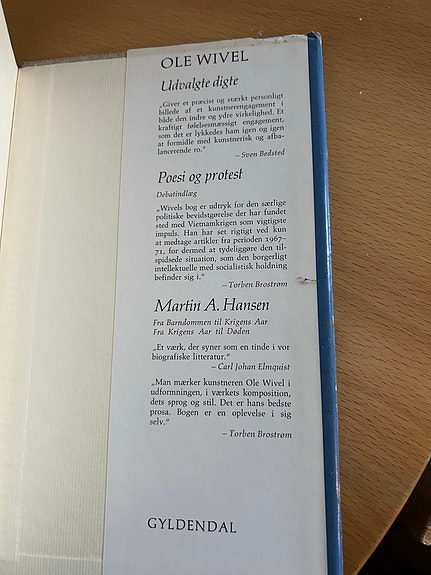 OLE WIVEL
Udvalgte digte
„Giver et præcist og stærkt personligt
billede af et kunstnerengagement i
både den indre og ydre virkelighed. Et
kraftigt følelsesmæssigt engagement,
som det er lykkedes ham igen og igen
at formidle med kunstnerisk og afba-
lancerende ro.“
– Sven Bedsted
Poesi og protest
Debatindlæg
„Wivels bog er udtryk for den særlige
politiske bevidstgørelse der har fundet
sted med Vietnamkrigen som vigtigste
impuls. Han har set rigtigt ved kun
at medtage artikler fra perioden 1967–
71, for dermed at tydeliggøre den til-
spidsede situation, som den borgerligt
intellektuelle med socialistisk holdning
befinder sig i.“
– Torben Brostrøm
Martin A. Hansen
Fra Barndommen til Krigens Aar
Fra Krigens Aar til Døden
„Et værk, der syner som en tinde i vor
biografiske litteratur.“
– Carl Johan Elmquist
„Man mærker kunstneren Ole Wivel i
udformningen, i værkets komposition,
dets sprog og stil. Det er hans bedste
prosa. Bogen er en oplevelse i sig
selv.“
– Torben Brostrøm
GYLDENDAL